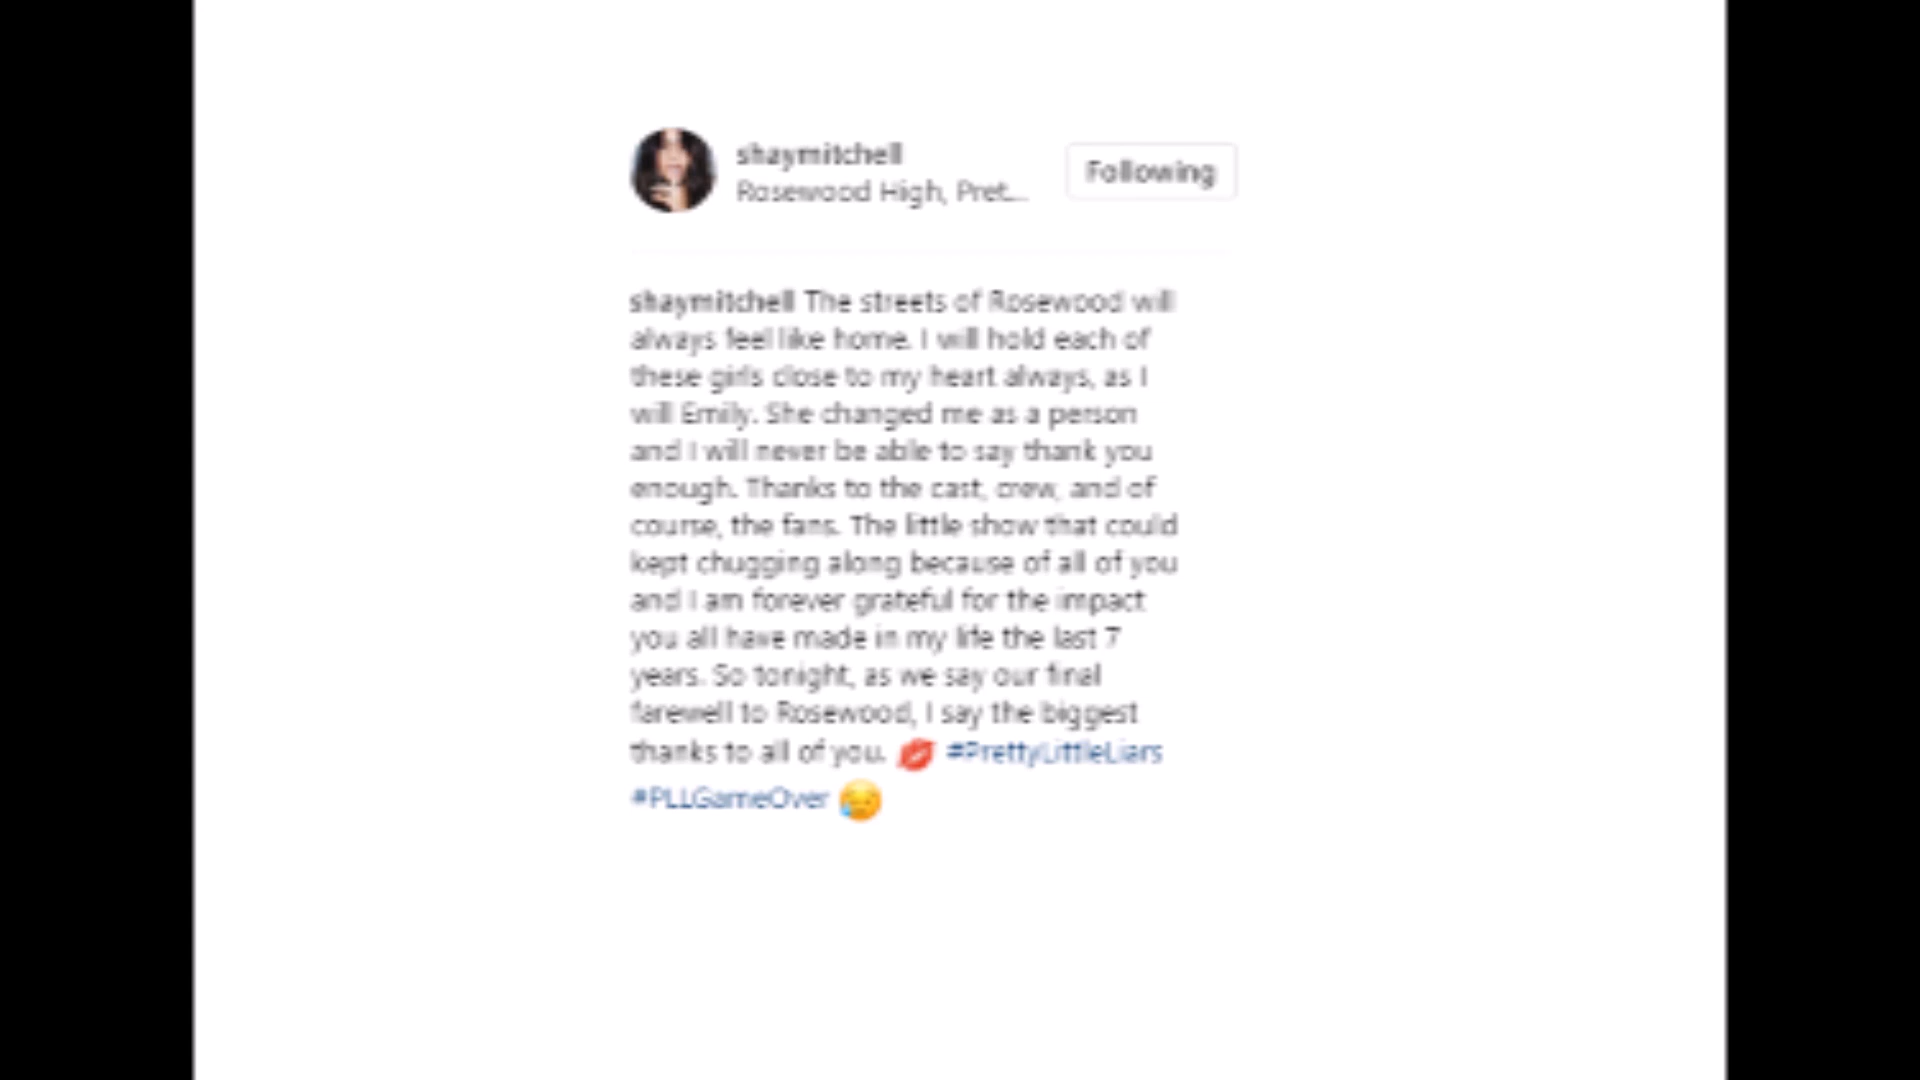 shaymitchell
Rosewood High, Pret...
Following
shaymitchell The streets of Rosewood will
always feel like home. I will hold each of
these girls close to my heart always, as I
will Emily. She changed me as a person
and I will never be able to say thank you
enough. Thanks to the cast, crew, and of
course, the fans. The little show that could
kept chugging along because of all of you
and I am forever grateful for the impact
you all have made in my life the last 7
years. So tonight, as we say our final
farewell to Rosewood, I say the biggest
thanks to all of you. 💋 #PrettyLittleLiars
#PLLGameOver 😥